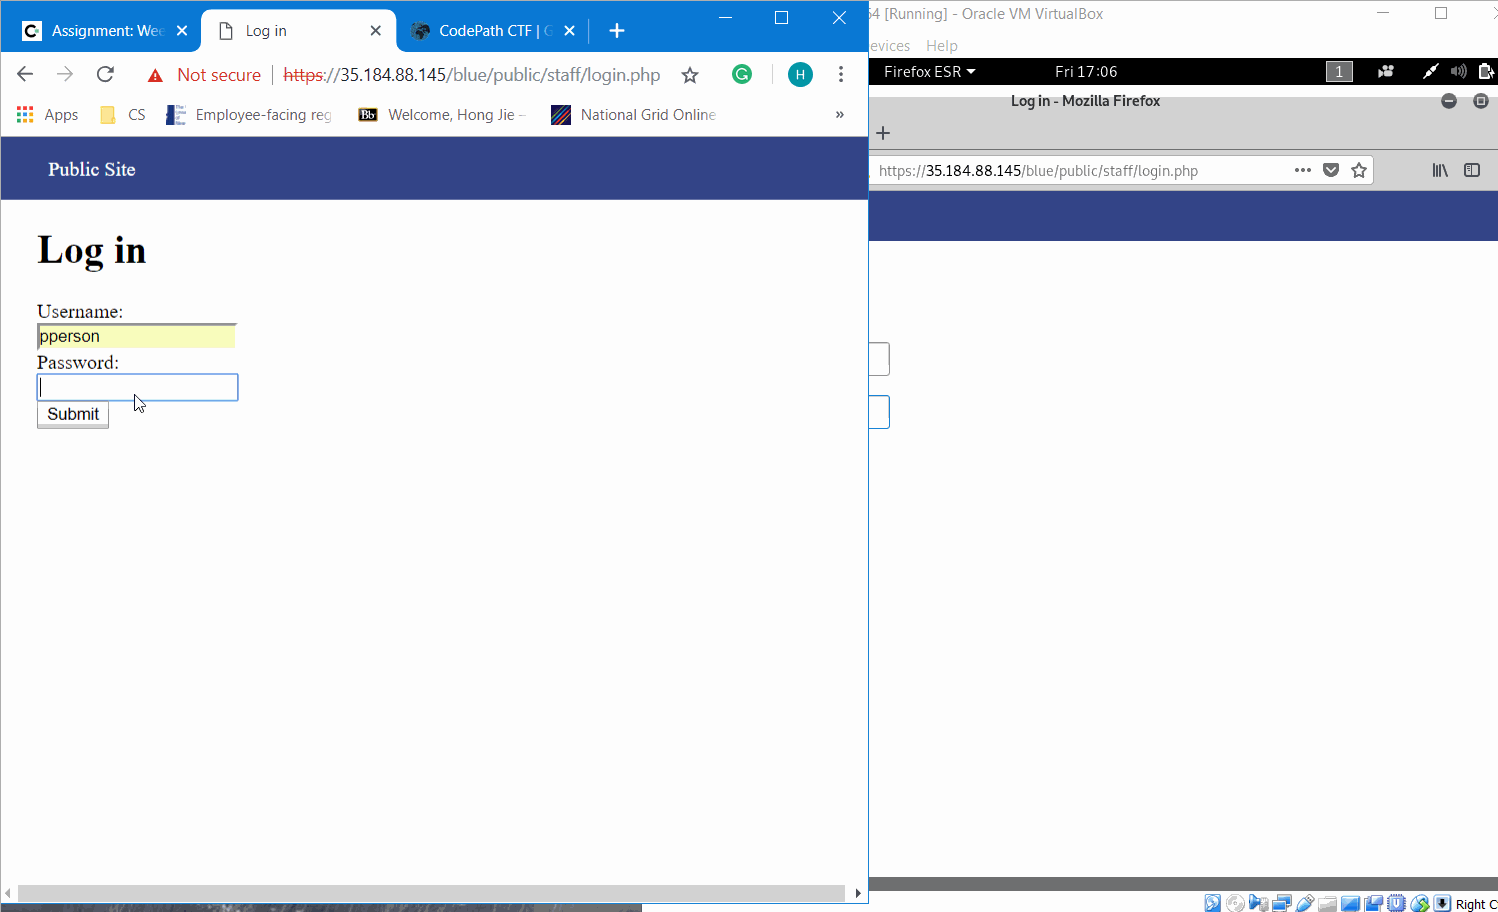 Assignment: Wee
Log in
CodePath CTF | G
Not secure
https://35.184.88.145/blue/public/staff/login.php
H
Apps
CS
Employee-facing reg
Bb
Welcome, Hong Jie –
National Grid Online
»
Public Site
Log in
Username:
pperson
Password:
Submit
64 [Running] - Oracle VM VirtualBox
evices
Help
Firefox ESR
Fri 17:06
1
Log in - Mozilla Firefox
https://35.184.88.145/blue/public/staff/login.php
Right C